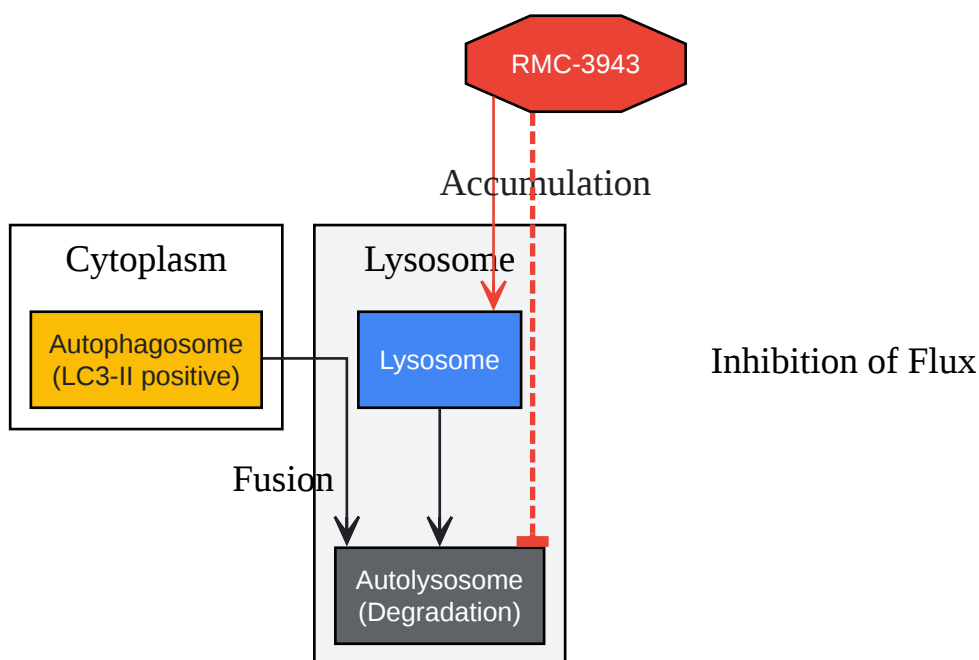 RMC-3943
Accumulation
Cytoplasm
Lysosome
Autophagosome
(LC3-II positive)
Lysosome
Inhibition of Flux
Fusion
Autolysosome
(Degradation)